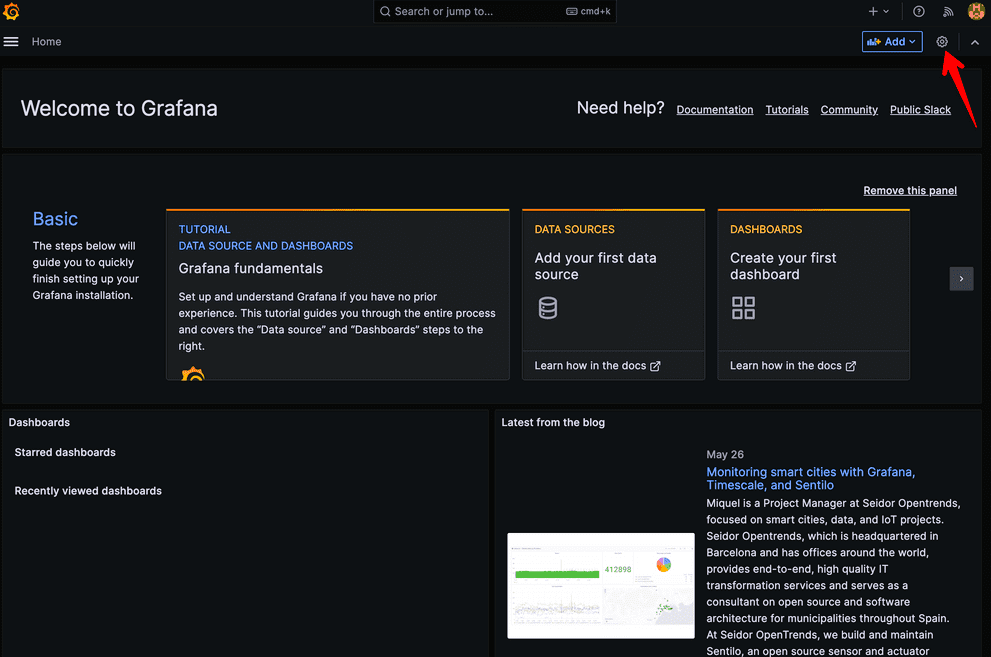 Search or jump to...
cmd+k
Home
Add
Welcome to Grafana
Need help?
Documentation
Tutorials
Community
Public Slack
Remove this panel
Basic
The steps below will
guide you to quickly
finish setting up your
Grafana installation.
TUTORIAL
DATA SOURCE AND DASHBOARDS
Grafana fundamentals
Set up and understand Grafana if you have no prior
experience. This tutorial guides you through the entire process
and covers the “Data source” and “Dashboards” steps to the
right.
DATA SOURCES
Add your first data
source
Learn how in the docs
DASHBOARDS
Create your first
dashboard
Learn how in the docs
Dashboards
Starred dashboards
Recently viewed dashboards
Latest from the blog
412898
May 26
Monitoring smart cities with Grafana,
Timescale, and Sentilo
Miquel is a Project Manager at Seidor Opentrends,
focused on smart cities, data, and IoT projects.
Seidor Opentrends, which is headquartered in
Barcelona and has offices around the world,
provides end-to-end, high quality IT
transformation services and serves as a
consultant on open source and software
architecture for municipalities throughout Spain.
At Seidor OpenTrends, we build and maintain
Sentilo, an open source sensor and actuator